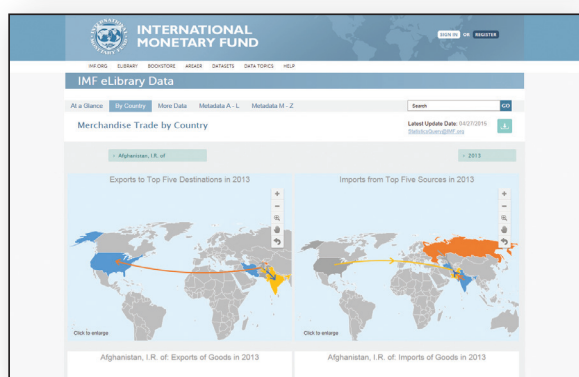 INTERNATIONAL
MONETARY FUND
SIGN IN OR REGISTER
IMF.ORG ELIBRARY BOOKSTORE AREAER DATASETS DATA TOPICS HELP
IMF eLibrary Data
At a Glance By Country More Data Metadata A - L Metadata M - Z Search GO
Merchandise Trade by Country
Latest Update Date: 04/27/2015
StatisticsQuery@IMF.org
Afghanistan, I.R. of
2013
Exports to Top Five Destinations in 2013
Imports from Top Five Sources in 2013
Click to enlarge
Click to enlarge
Afghanistan, I.R. of: Exports of Goods in 2013
Afghanistan, I.R. of: Imports of Goods in 2013